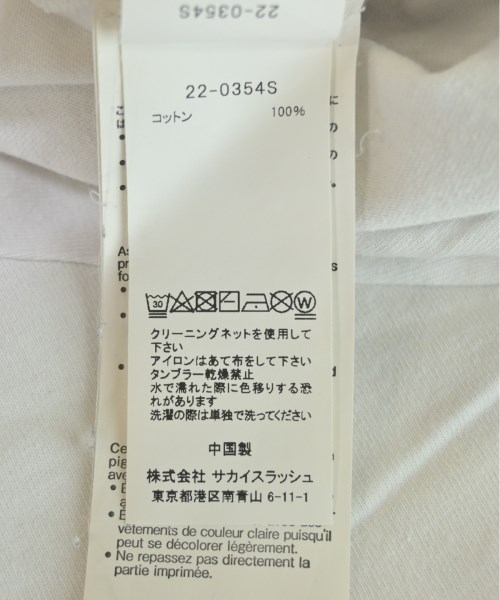 22-0354S
22-0354S
コットン 100%
30
W
クリーニングネットを使用して
下さい
アイロンはあて布をして下さい
タンブラー乾燥禁止
水で濡れた際に色移りする恐
れがあります
洗濯の際は単独で洗ってください
中国製
株式会社 サカイスラッシュ
東京都港区南青山 6-11-1
vêtements de couleur claire puisqu'il
peut se décolorer légèrement.
• Ne repassez pas directement la
partie imprimée.